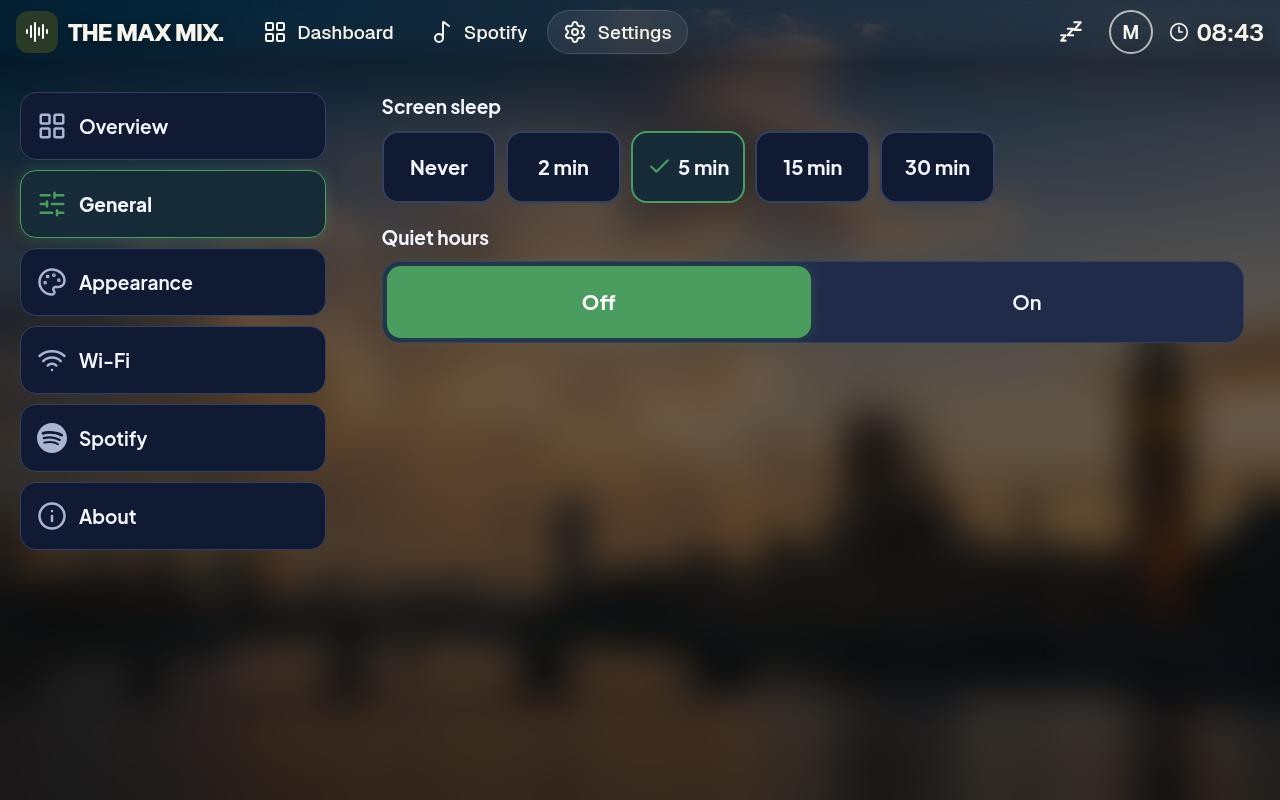 THE MAX MIX.
Dashboard
Spotify
Settings
M
08:43
Overview
General
Appearance
Wi-Fi
Spotify
About
Screen sleep
Never
2 min
5 min
15 min
30 min
Quiet hours
Off
On